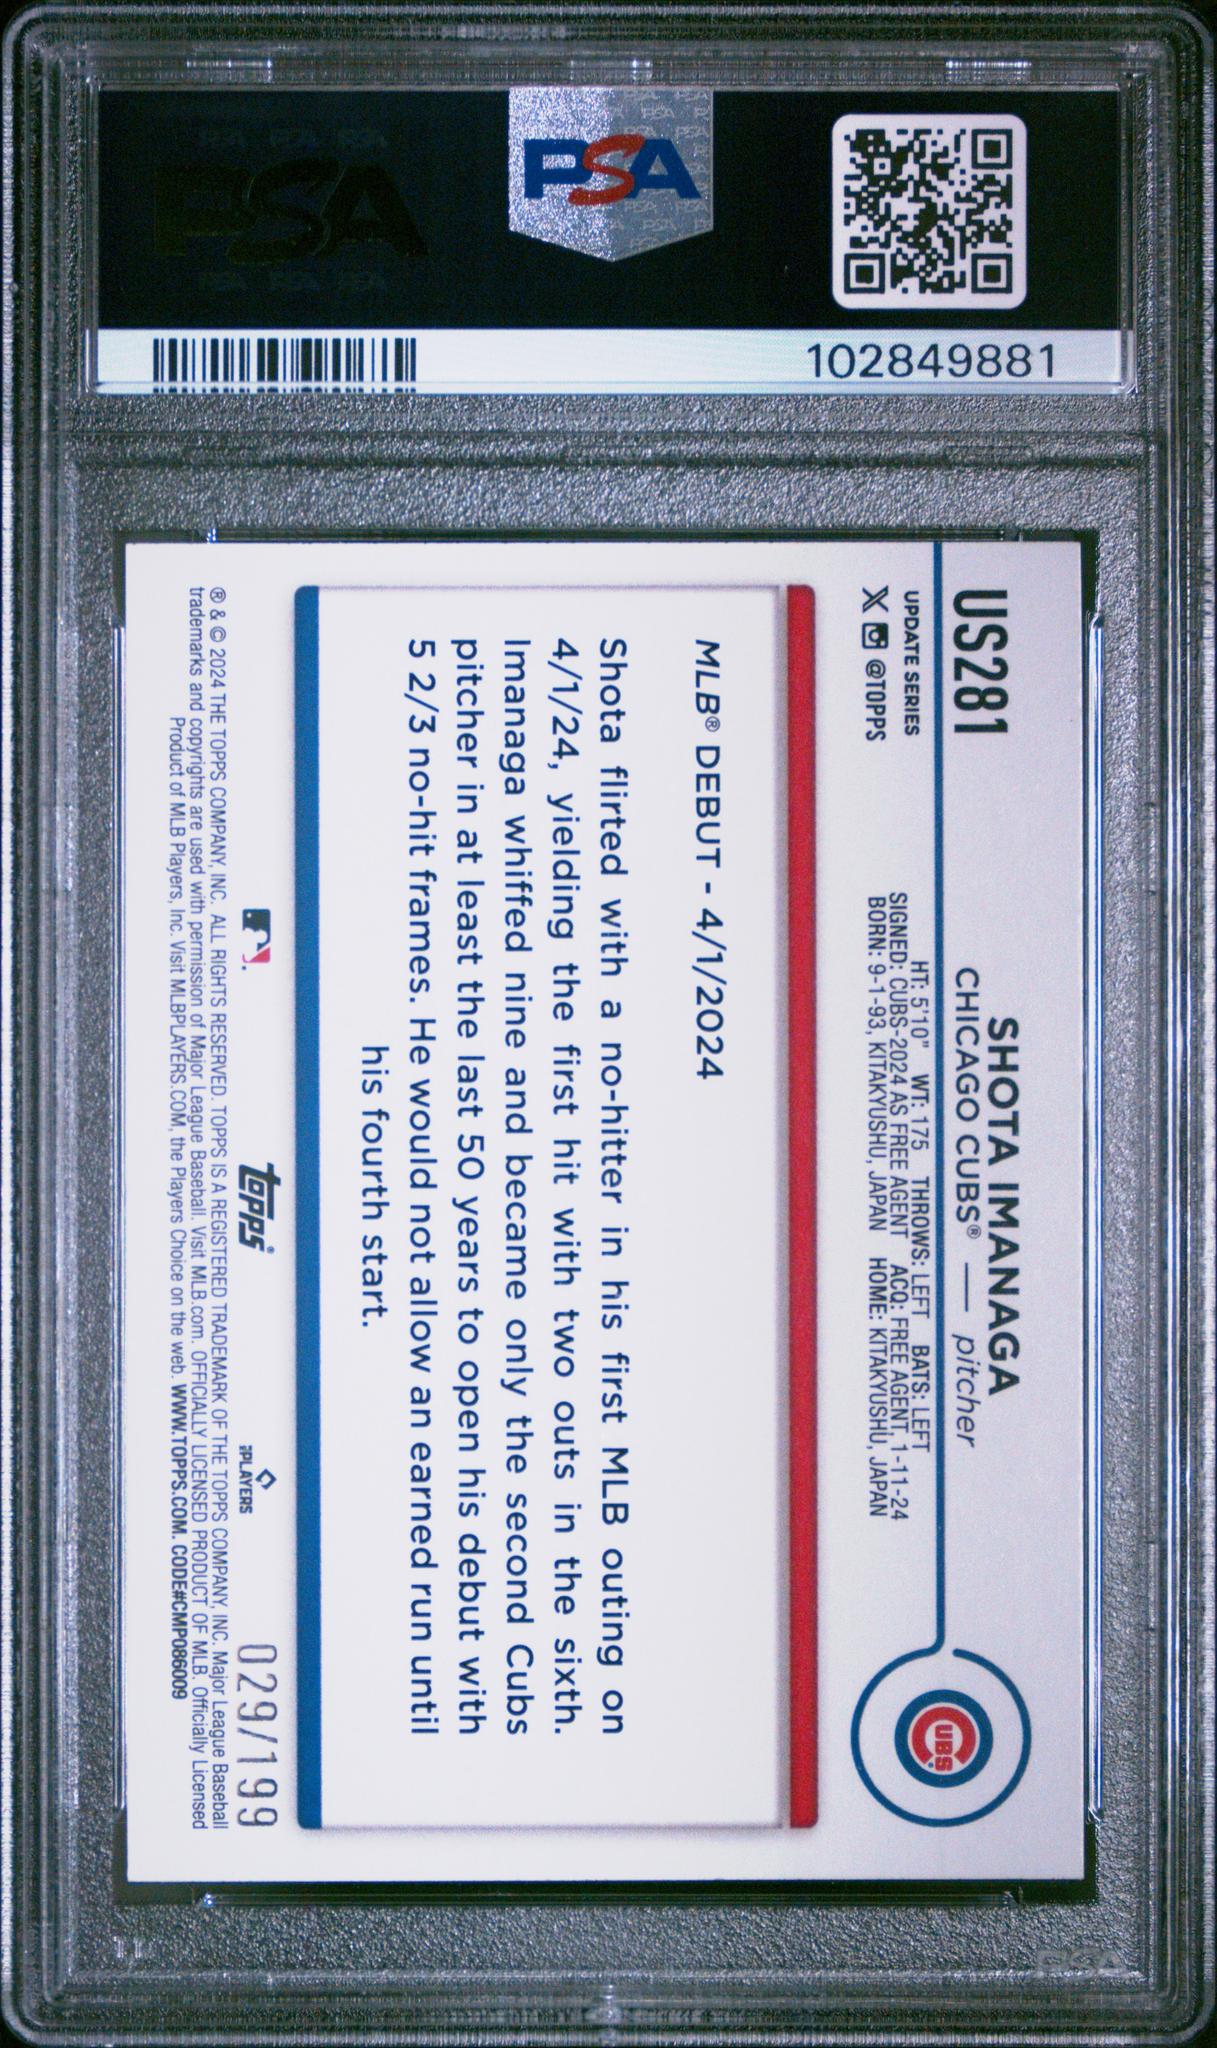 PSA
102849881
US281
SHOTA IMANAGA
CHICAGO CUBS® — pitcher
UPDATE SERIES
@TOPPS
HT: 5'10" WT: 175 THROWS: LEFT BATS: LEFT
SIGNED: CUBS-2024 AS FREE AGENT ACQ: FREE AGENT, 1-11-24
BORN: 9-1-93, KITAKYUSHU, JAPAN HOME: KITAKYUSHU, JAPAN
CUBS
MLB® DEBUT - 4/1/2024
Shota flirted with a no-hitter in his first MLB outing on
4/1/24, yielding the first hit with two outs in the sixth.
Imanaga whiffed nine and became only the second Cubs
pitcher in at least the last 50 years to open his debut with
5 2/3 no-hit frames. He would not allow an earned run until
his fourth start.
topps®
PLAYERS
029/199
® & © 2024 THE TOPPS COMPANY, INC. ALL RIGHTS RESERVED. TOPPS IS A REGISTERED TRADEMARK OF THE TOPPS COMPANY, INC. Major League Baseball
trademarks and copyrights are used with permission of Major League Baseball. Visit MLB.com. OFFICIALLY LICENSED PRODUCT OF MLB. Officially Licensed
Product of MLB Players, Inc. Visit MLBPLAYERS.COM, the Players Choice on the web. WWW.TOPPS.COM. CODE#CMP086009
PSA